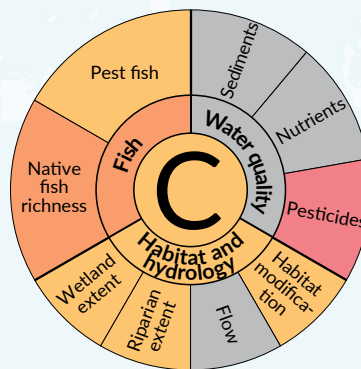 Pest fish
Sediments
Nutrients
Pesticides
Native
fish
richness
Fish
Water quality
C
Habitat and
hydrology
Wetland
extent
Riparian
extent
Flow
Habitat
modifica-
tion